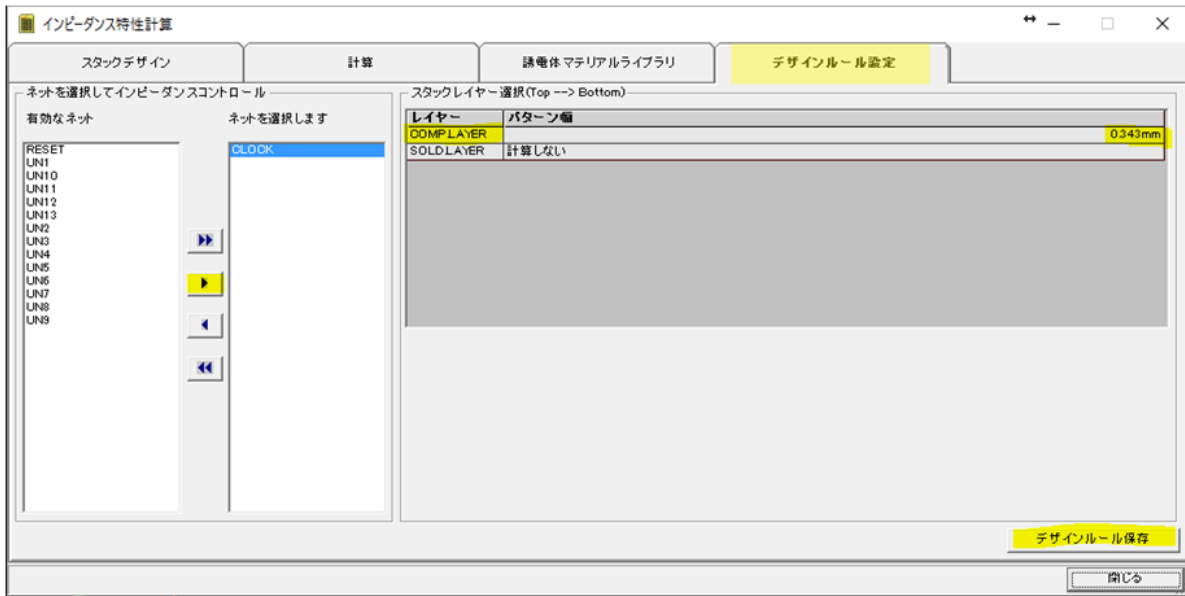 インピーダンス特性計算
スタックデザイン
計算
誘電体マテリアルライブラリ
デザインルール設定
ネットを選択してインピーダンスコントロール
有効なネット
ネットを選択します
RESET
UN1
UN10
UN11
UN12
UN13
UN2
UN3
UN4
UN5
UN6
UN7
UN8
UN9
CLOCK
スタックレイヤー選択(Top --> Bottom)
レイヤー パターン幅
COMPLAYER 0.343mm
SOLDLAYER 計算しない
デザインルール保存
閉じる